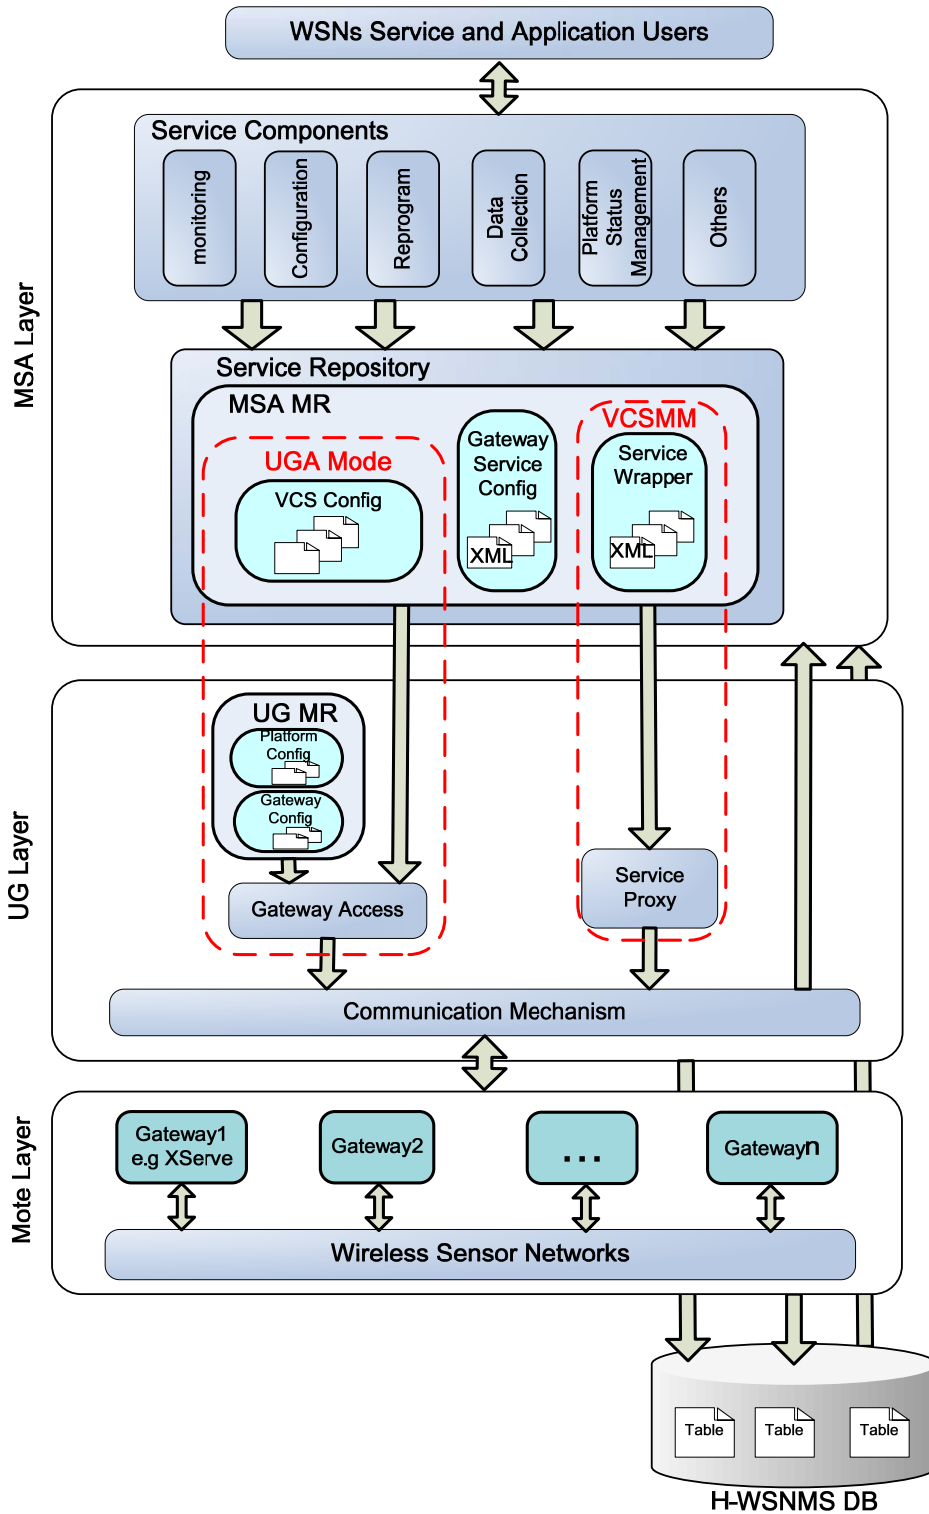 WSNs Service and Application Users
MSA Layer
Service Components
monitoring
Configuration
Reprogram
Data
Collection
Platform
Status
Management
Others
Service Repository
MSA MR
UGA Mode
VCS Config
Gateway
Service
Config
XML
VCSMM
Service
Wrapper
XML
UG Layer
UG MR
Platform
Config
Gateway
Config
Gateway Access
Service
Proxy
Communication Mechanism
Mote Layer
Gateway1
e.g XServe
Gateway2
...
Gatewayn
Wireless Sensor Networks
Table
Table
Table
H-WSNMS DB